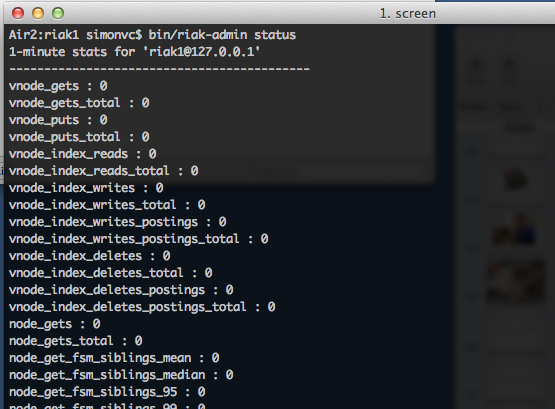 1. screen
Air2:riak1 simonvc$ bin/riak-admin status
1-minute stats for 'riak1@127.0.0.1'
-------------------------------------------
vnode_gets : 0
vnode_gets_total : 0
vnode_puts : 0
vnode_puts_total : 0
vnode_index_reads : 0
vnode_index_reads_total : 0
vnode_index_writes : 0
vnode_index_writes_total : 0
vnode_index_writes_postings : 0
vnode_index_writes_postings_total : 0
vnode_index_deletes : 0
vnode_index_deletes_total : 0
vnode_index_deletes_postings : 0
vnode_index_deletes_postings_total : 0
node_gets : 0
node_gets_total : 0
node_get_fsm_siblings_mean : 0
node_get_fsm_siblings_median : 0
node_get_fsm_siblings_95 : 0
node_get_fsm_siblings_99 : 0